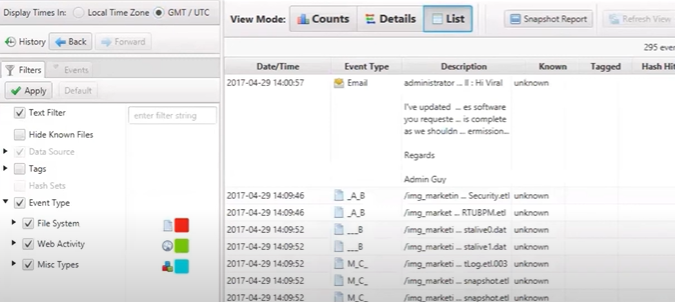 Display Times In: Local Time Zone GMT / UTC
History Back Forward
Filters Events
Apply Default
Text Filter enter filter string
Hide Known Files
Data Source
Tags
Hash Sets
Event Type
File System
Web Activity
Misc Types
View Mode: Counts Details List Snapshot Report Refresh View
295 eve
Date/Time Event Type Description Known Tagged Hash Hit
2017-04-29 14:00:57 Email administrator ... ll : Hi Viral unknown
I've updated ... es software
you requeste ... is complete
as we shouldn ... ermission...
Regards
Admin Guy
2017-04-29 14:09:46 _A_B /img_marketin ... Security.etl unknown
2017-04-29 14:09:46 _A_B /img_market ... RTUBPM.etl unknown
2017-04-29 14:09:52 ___B /img_marketi ... stalive0.dat unknown
2017-04-29 14:09:52 ___B /img_marketi ... stalive1.dat unknown
2017-04-29 14:09:52 M_C_ /img_marketi ... tLog.etl.003 unknown
2017-04-29 14:09:52 M_C_ /img_marketi ... snapshot.etl unknown
2017-04-29 14:09:52 M_C_ /img_marketi ... snapshot.etl unknown